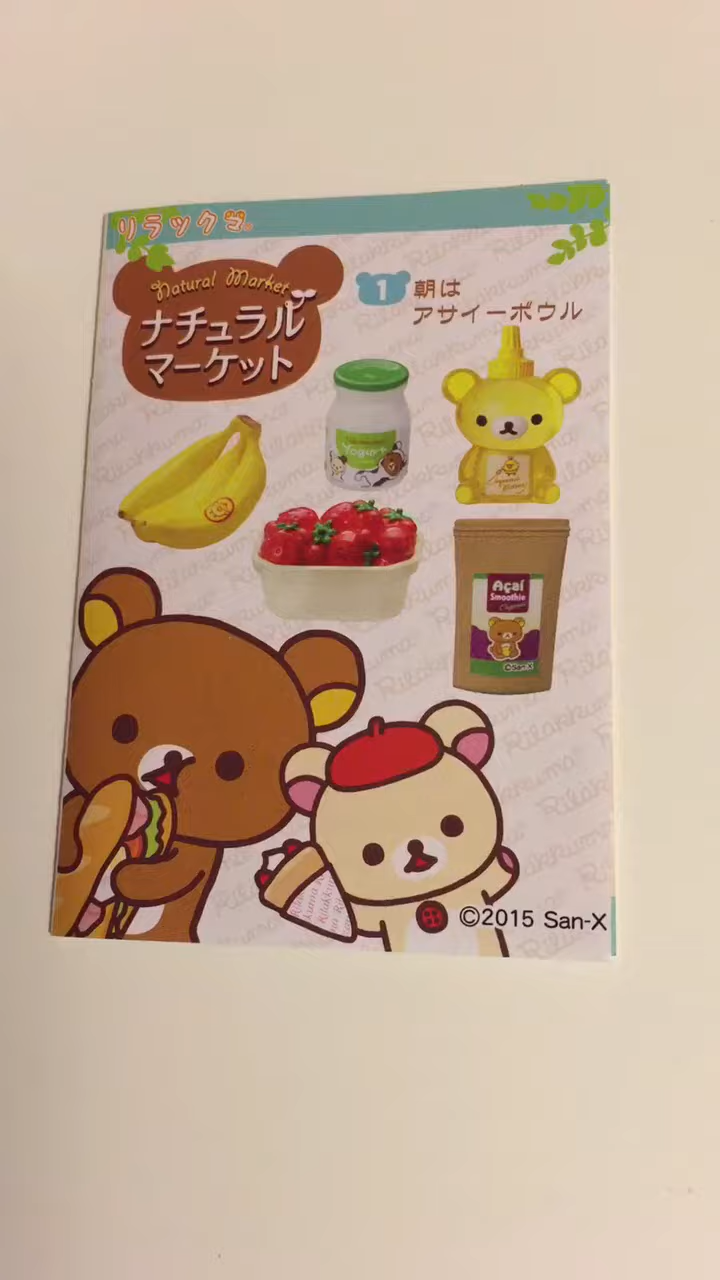 リラックマ®
Natural Market
ナチュラル
マーケット
1 朝は
アサイーボウル
Yogurt
Açaí
Smoothie
©San-X
©2015 San-X